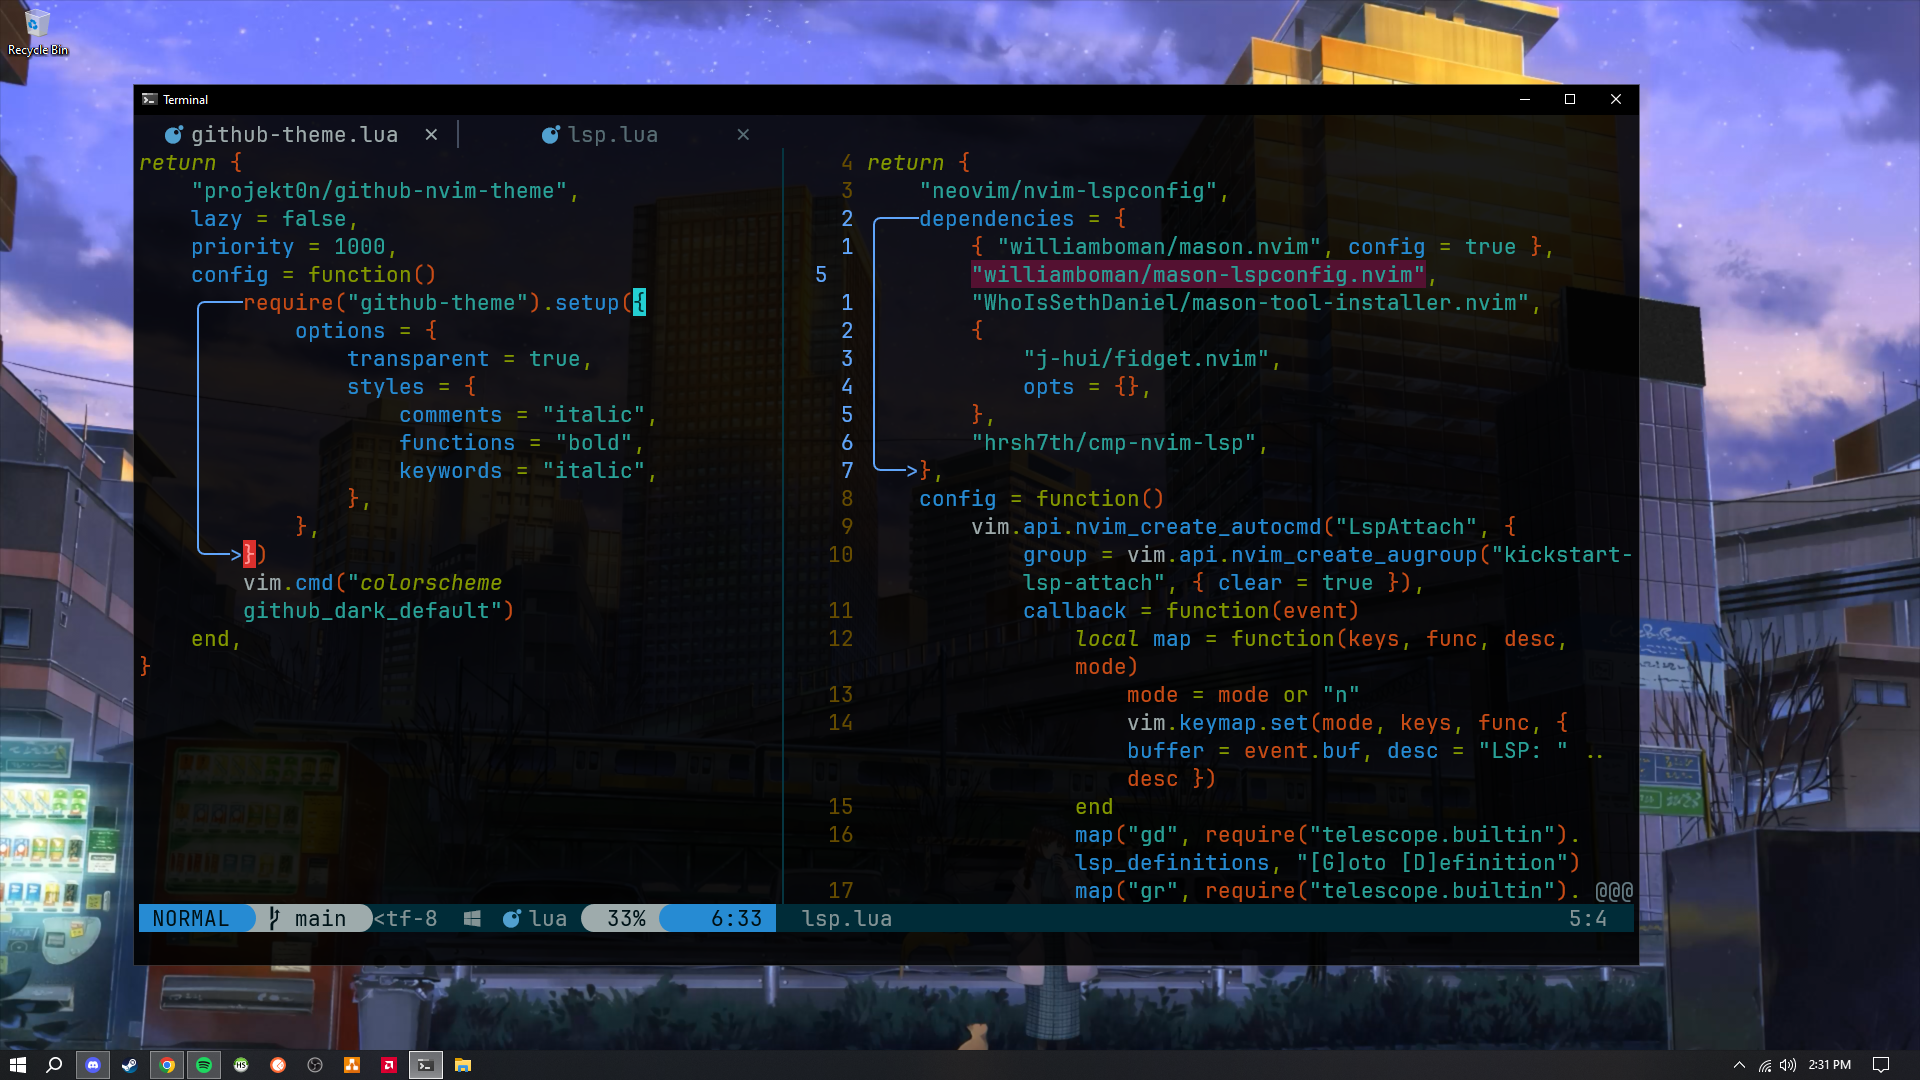 Recycle Bin
Terminal
github-theme.lua
lsp.lua
return {
"projekt0n/github-nvim-theme",
lazy = false,
priority = 1000,
config = function()
require("github-theme").setup({
options = {
transparent = true,
styles = {
comments = "italic",
functions = "bold",
keywords = "italic",
},
},
>})
vim.cmd("colorscheme
github_dark_default")
end,
}
4 return {
3 "neovim/nvim-lspconfig",
2 dependencies = {
1 { "williamboman/mason.nvim", config = true },
5 "williamboman/mason-lspconfig.nvim",
1 "WhoIsSethDaniel/mason-tool-installer.nvim",
2 {
3 "j-hui/fidget.nvim",
4 opts = {},
5 },
6 "hrsh7th/cmp-nvim-lsp",
7 >},
8 config = function()
9 vim.api.nvim_create_autocmd("LspAttach", {
10 group = vim.api.nvim_create_augroup("kickstart-
lsp-attach", { clear = true }),
11 callback = function(event)
12 local map = function(keys, func, desc,
mode)
13 mode = mode or "n"
14 vim.keymap.set(mode, keys, func, {
buffer = event.buf, desc = "LSP: " ..
desc })
15 end
16 map("gd", require("telescope.builtin").
lsp_definitions, "[G]oto [D]efinition")
17 map("gr", require("telescope.builtin"). @@@
NORMAL main <tf-8 lua 33% 6:33 lsp.lua 5:4
2:31 PM